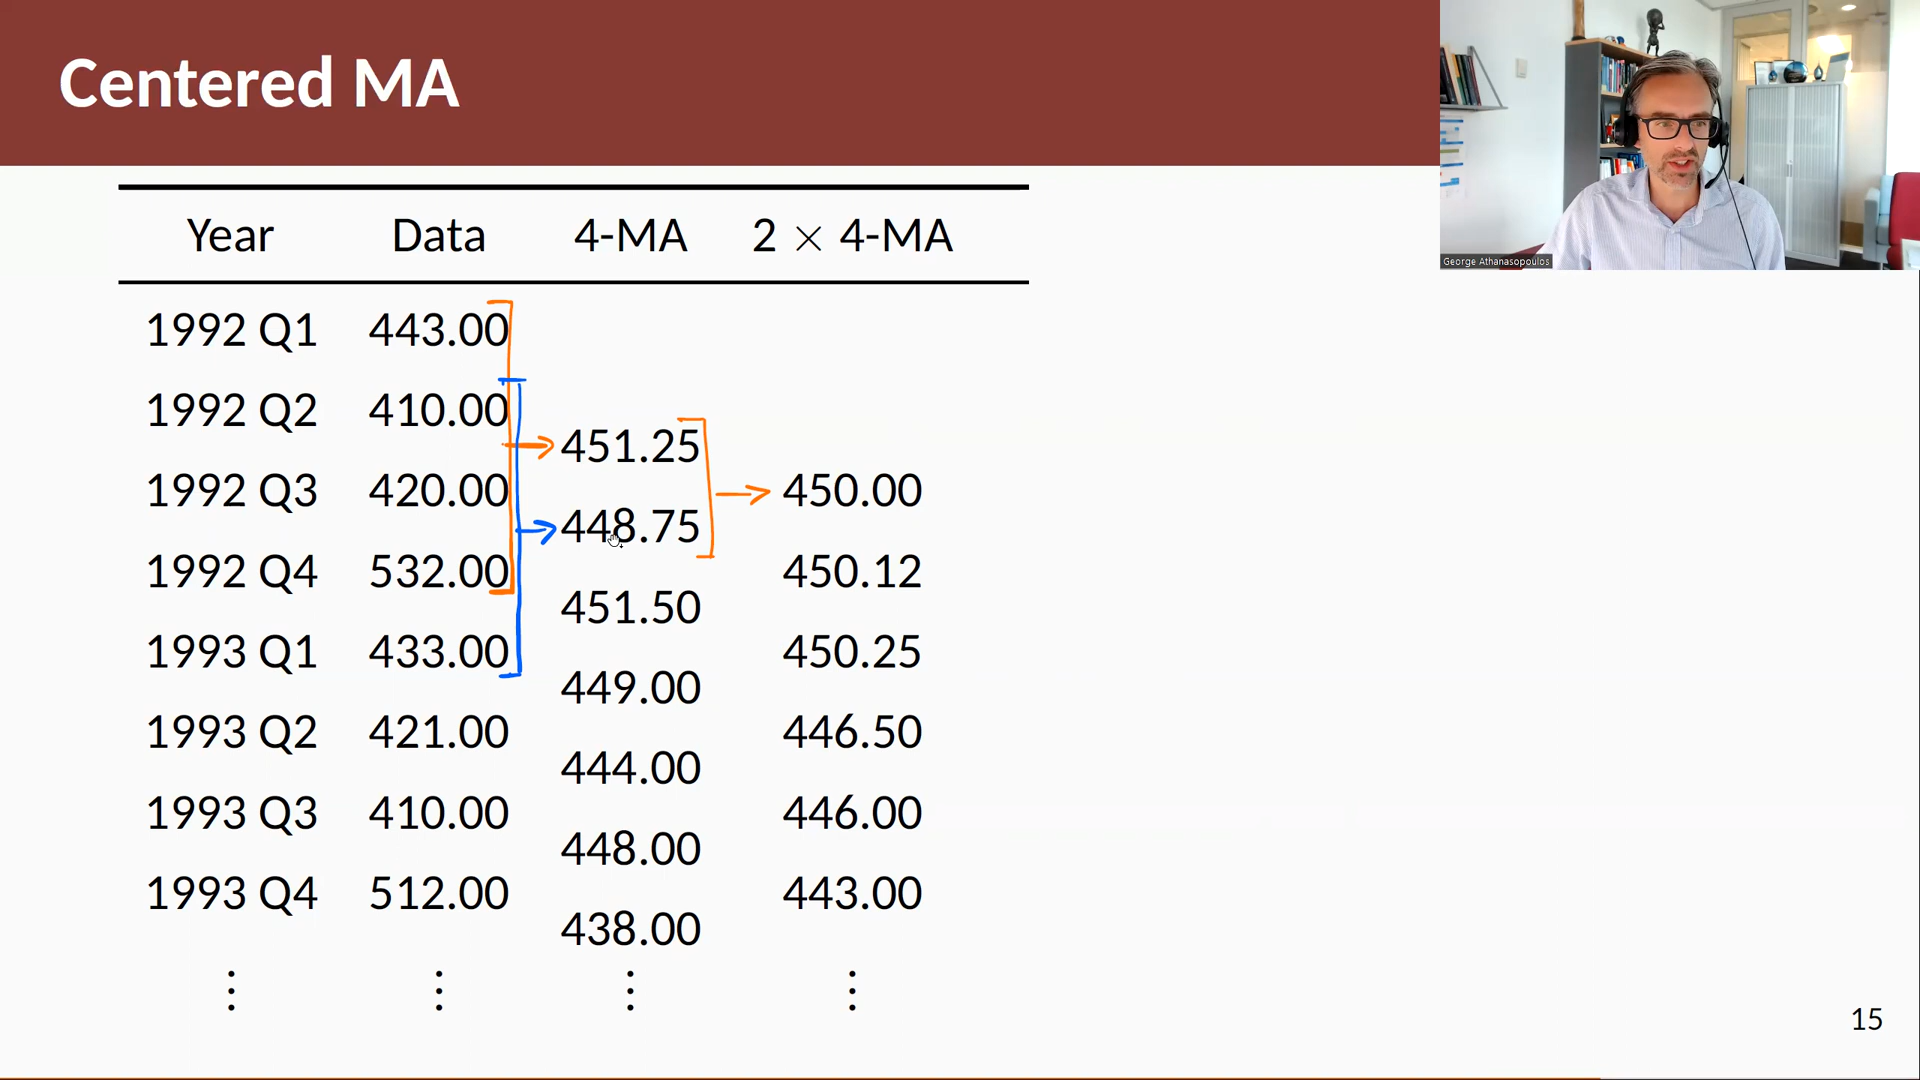 Centered MA
George Athanasopoulos
Year Data 4-MA 2 × 4-MA
1992 Q1 443.00
1992 Q2 410.00
451.25
1992 Q3 420.00 450.00
448.75
1992 Q4 532.00 450.12
451.50
1993 Q1 433.00 450.25
449.00
1993 Q2 421.00 446.50
444.00
1993 Q3 410.00 446.00
448.00
1993 Q4 512.00 443.00
438.00
⋮ ⋮ ⋮ ⋮
15